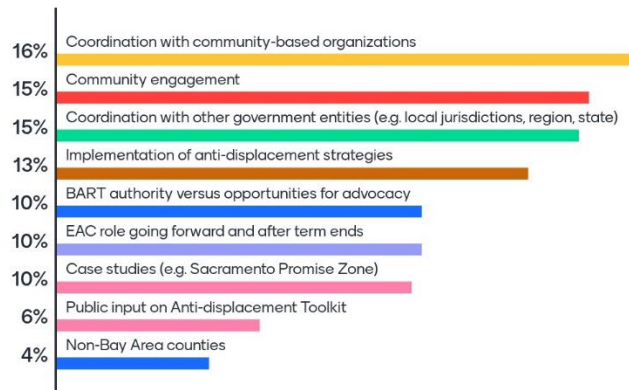 Coordination with community-based organizations
16%
Community engagement
15%
Coordination with other government entities (e.g. local jurisdictions, region, state)
15%
Implementation of anti-displacement strategies
13%
BART authority versus opportunities for advocacy
10%
EAC role going forward and after term ends
10%
Case studies (e.g. Sacramento Promise Zone)
10%
Public input on Anti-displacement Toolkit
6%
Non-Bay Area counties
4%